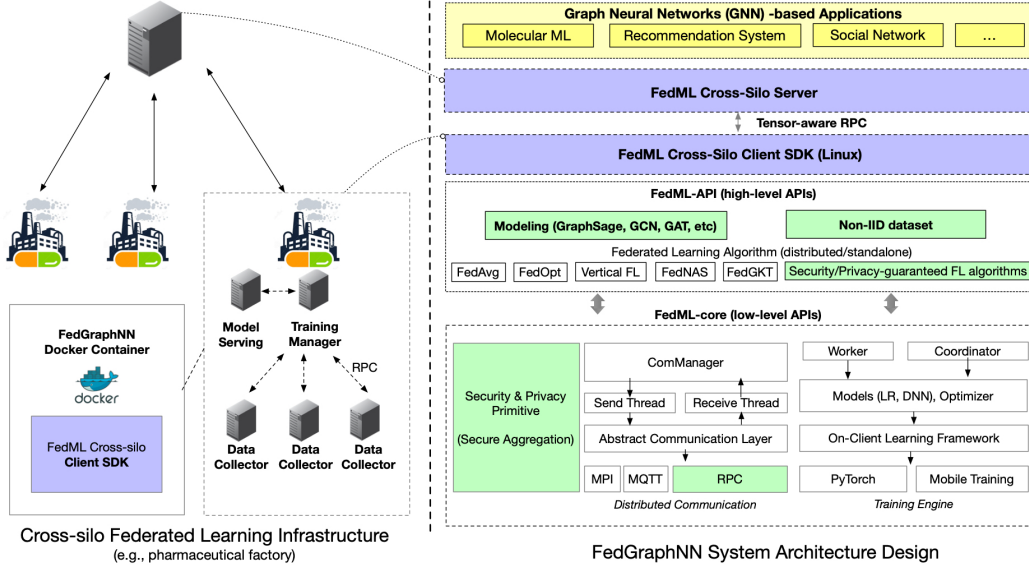 Model
Serving
Training
Manager
RPC
Data
Collector
Data
Collector
Data
Collector
FedGraphNN
Docker Container
docker
FedML Cross-silo
Client SDK
Cross-silo Federated Learning Infrastructure
(e.g., pharmaceutical factory)
Graph Neural Networks (GNN) -based Applications
Molecular ML
Recommendation System
Social Network
...
FedML Cross-Silo Server
Tensor-aware RPC
FedML Cross-Silo Client SDK (Linux)
FedML-API (high-level APIs)
Modeling (GraphSage, GCN, GAT, etc)
Non-IID dataset
Federated Learning Algorithm (distributed/standalone)
FedAvg
FedOpt
Vertical FL
FedNAS
FedGKT
Security/Privacy-guaranteed FL algorithms
FedML-core (low-level APIs)
Security & Privacy
Primitive
(Secure Aggregation)
ComManager
Send Thread
Receive Thread
Abstract Communication Layer
MPI
MQTT
RPC
Distributed Communication
Worker
Coordinator
Models (LR, DNN), Optimizer
On-Client Learning Framework
PyTorch
Mobile Training
Training Engine
FedGraphNN System Architecture Design